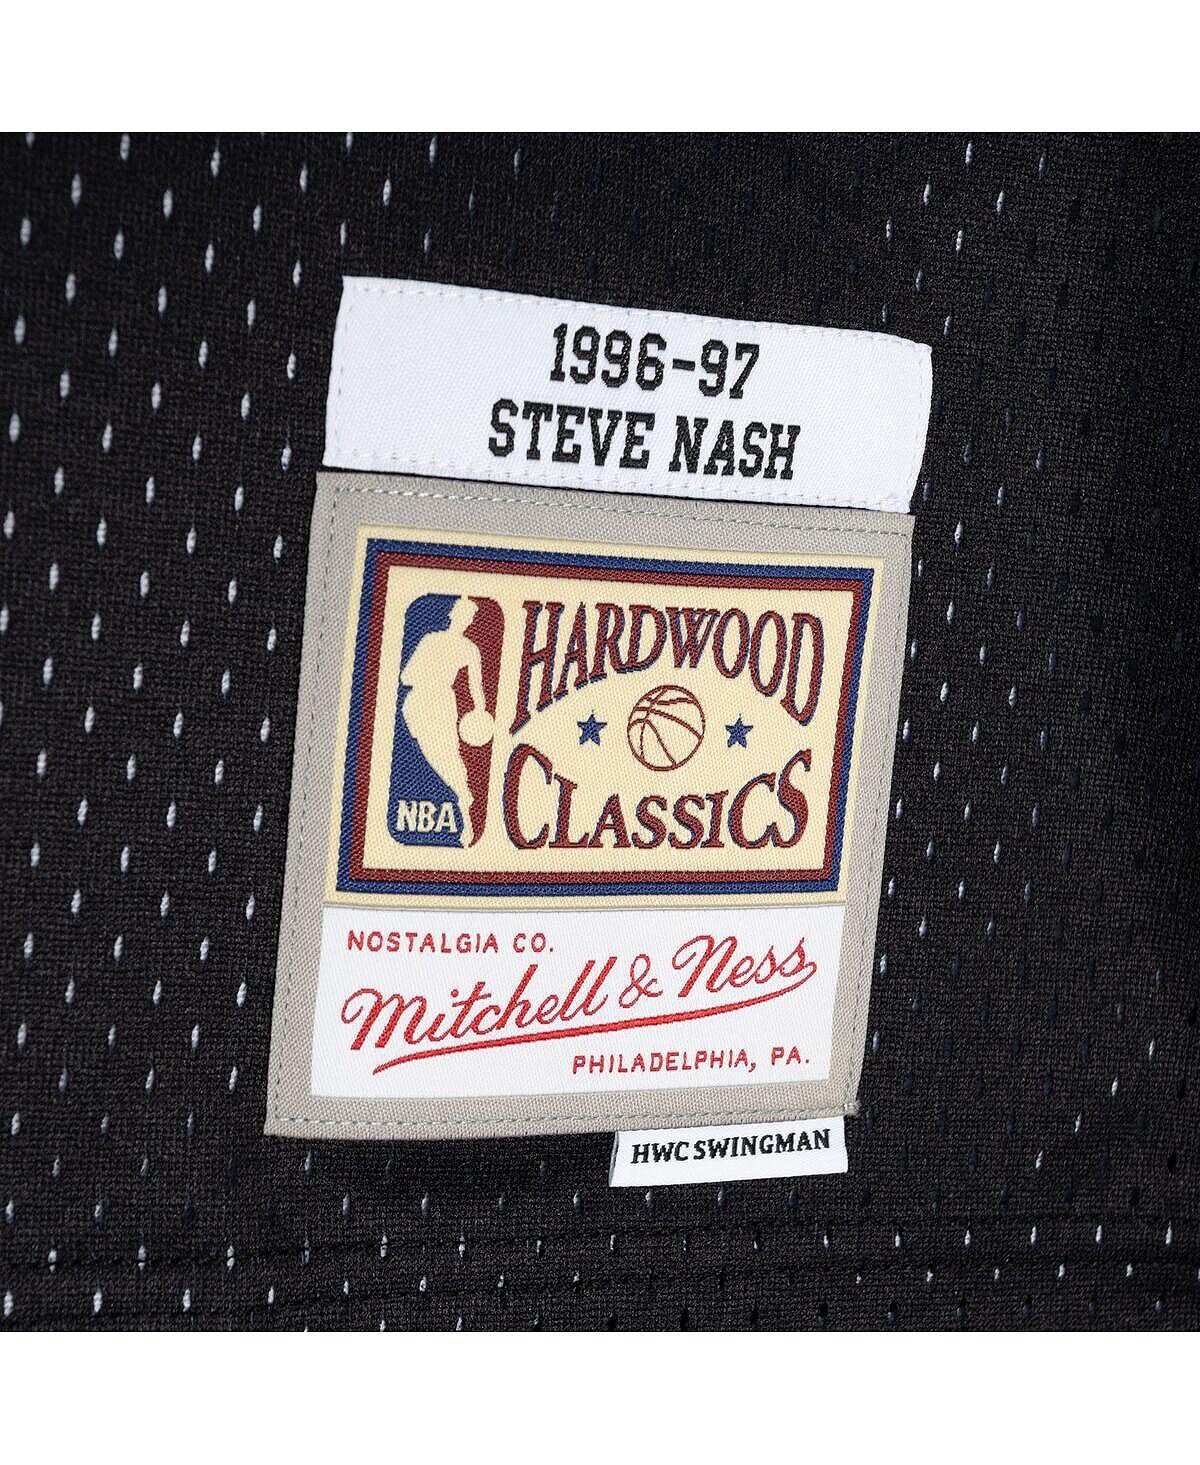 1996-97
STEVE NASH
HARDWOOD
CLASSICS
NBA
NOSTALGIA CO.
Mitchell & Ness
PHILADELPHIA, PA.
HWC SWINGMAN